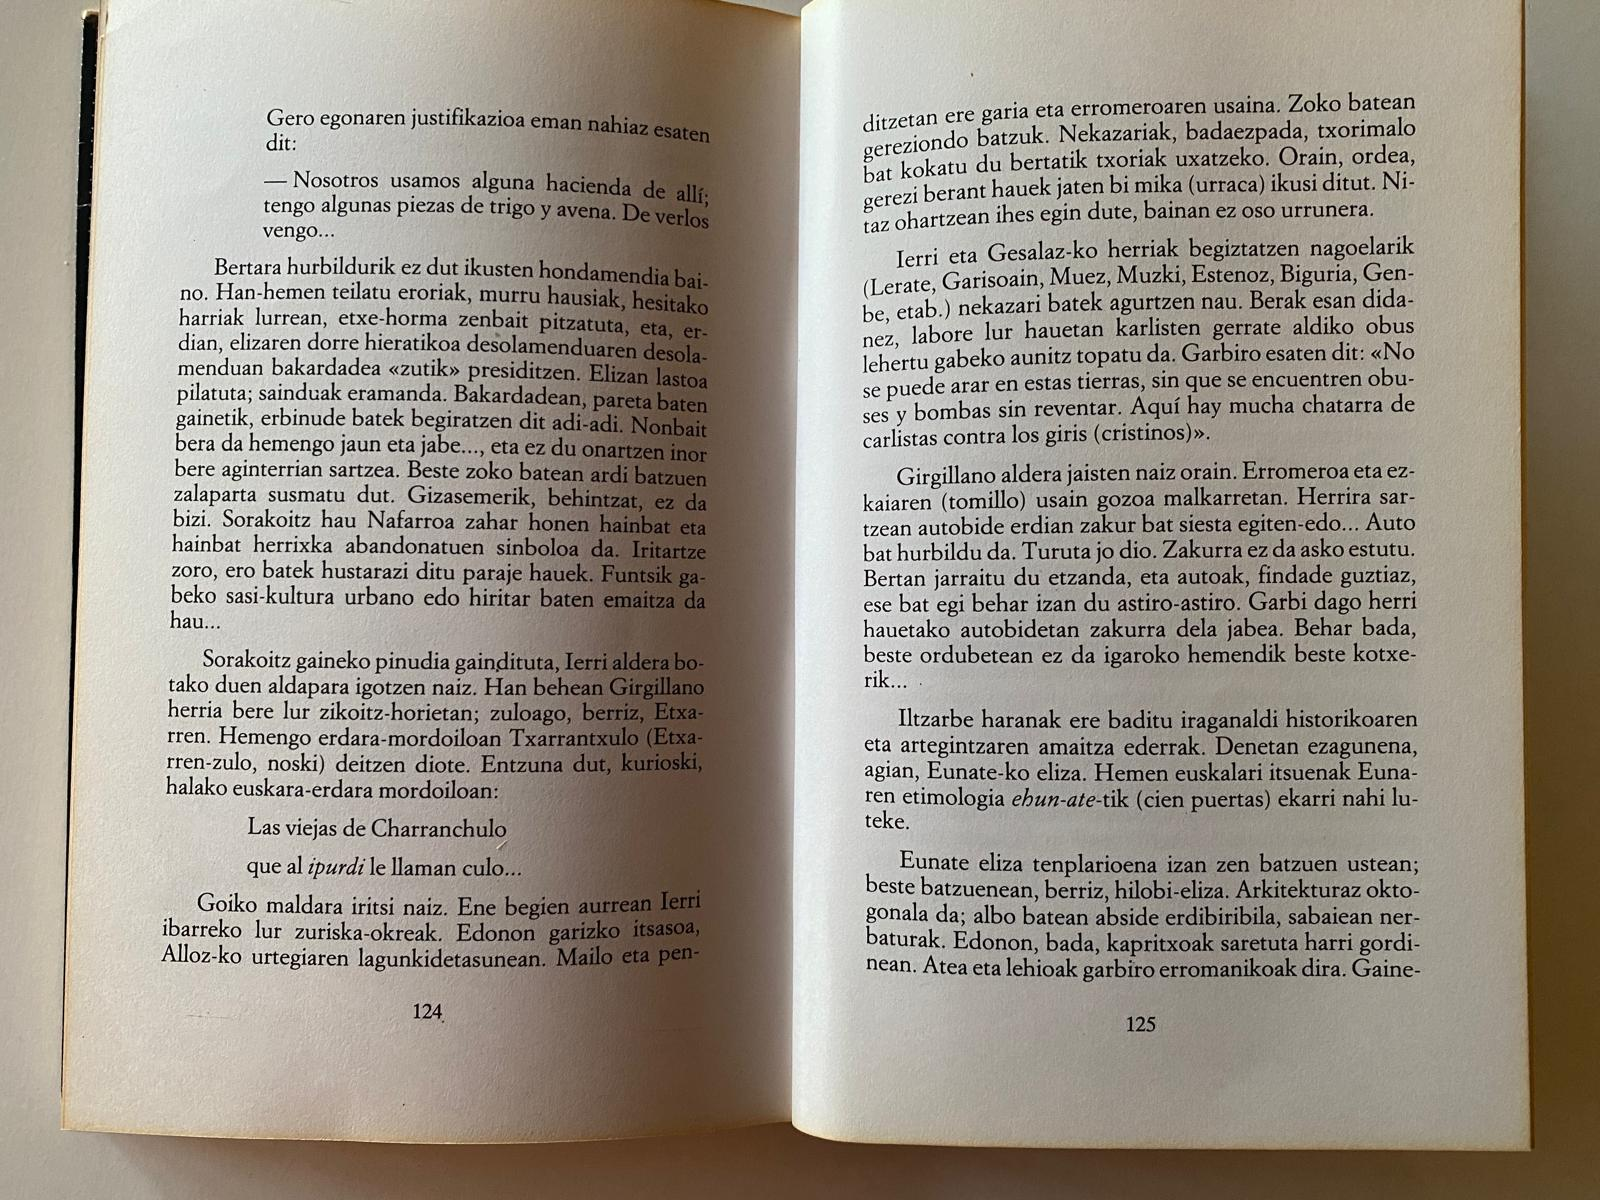 Gero egonaren justifikazioa eman nahiaz esaten
dit:
— Nosotros usamos alguna hacienda de allí;
tengo algunas piezas de trigo y avena. De verlos
vengo...
Bertara hurbildurik ez dut ikusten hondamendia bai-
no. Han-hemen teilatu eroriak, murru hausiak, hesitako
harriak lurrean, etxe-horma zenbait pitzatuta, eta, er-
dian, elizaren dorre hieratikoa desolamenduaren desola-
menduan bakardadea «zutik» presiditzen. Elizan lastoa
pilatuta; sainduak eramanda. Bakardadean, pareta baten
gainetik, erbinude batek begiratzen dit adi-adi. Nonbait
bera da hemengo jaun eta jabe..., eta ez du onartzen inor
bere aginterrian sartzea. Beste zoko batean ardi batzuen
zalaparta susmatu dut. Gizasemerik, behintzat, ez da
bizi. Sorakoitz hau Nafarroa zahar honen hainbat eta
hainbat herrixka abandonatuen sinboloa da. Iritartze
zoro, ero batek hustarazi ditu paraje hauek. Funtsik ga-
beko sasi-kultura urbano edo hiritar baten emaitza da
hau...
Sorakoitz gaineko pinudia gaindituta, Ierri aldera bo-
tako duen aldapara igotzen naiz. Han behean Girgillano
herria bere lur zikoitz-horietan; zuloago, berriz, Etxa-
rren. Hemengo erdara-mordoiloan Txarrantxulo (Etxa-
rren-zulo, noski) deitzen diote. Entzuna dut, kurioski,
halako euskara-erdara mordoiloan:
Las viejas de Charranchulo
que al ipurdi le llaman culo...
Goiko maldara iritsi naiz. Ene begien aurrean Ierri
ibarreko lur zuriska-okreak. Edonon garizko itsasoa,
Alloz-ko urtegiaren lagunkidetasunean. Mailo eta pen-
124
ditzetan ere garia eta erromeroaren usaina. Zoko batean
gereziondo batzuk. Nekazariak, badaezpada, txorimalo
bat kokatu du bertatik txoriak uxatzeko. Orain, ordea,
gerezi berant hauek jaten bi mika (urraca) ikusi ditut. Ni-
taz ohartzean ihes egin dute, bainan ez oso urrunera.
Ierri eta Gesalaz-ko herriak begiztatzen nagoelarik
(Lerate, Garisoain, Muez, Muzki, Estenoz, Biguria, Gen-
be, etab.) nekazari batek agurtzen nau. Berak esan dida-
nez, labore lur hauetan karlisten gerrate aldiko obus
lehertu gabeko aunitz topatu da. Garbiro esaten dit: «No
se puede arar en estas tierras, sin que se encuentren obu-
ses y bombas sin reventar. Aquí hay mucha chatarra de
carlistas contra los giris (cristinos)».
Girgillano aldera jaisten naiz orain. Erromeroa eta ez-
kaiaren (tomillo) usain gozoa malkarretan. Herrira sar-
tzean autobide erdian zakur bat siesta egiten-edo... Auto
bat hurbildu da. Turuta jo dio. Zakurra ez da asko estutu.
Bertan jarraitu du etzanda, eta autoak, findade guztiaz,
ese bat egi behar izan du astiro-astiro. Garbi dago herri
hauetako autobidetan zakurra dela jabea. Behar bada,
beste ordubetean ez da igaroko hemendik beste kotxe-
rik...
Iltzarbe haranak ere baditu iraganaldi historikoaren
eta artegintzaren amaitza ederrak. Denetan ezagunena,
agian, Eunate-ko eliza. Hemen euskalari itsuenak Euna-
ren etimologia ehun-ate-tik (cien puertas) ekarri nahi lu-
teke.
Eunate eliza tenplarioena izan zen batzuen ustean;
beste batzuenean, berriz, hilobi-eliza. Arkitekturaz okto-
gonala da; albo batean abside erdibiribila, sabaiean ner-
baturak. Edonon, bada, kapritxoak saretuta harri gordi-
nean. Atea eta lehioak garbiro erromanikoak dira. Gaine-
125